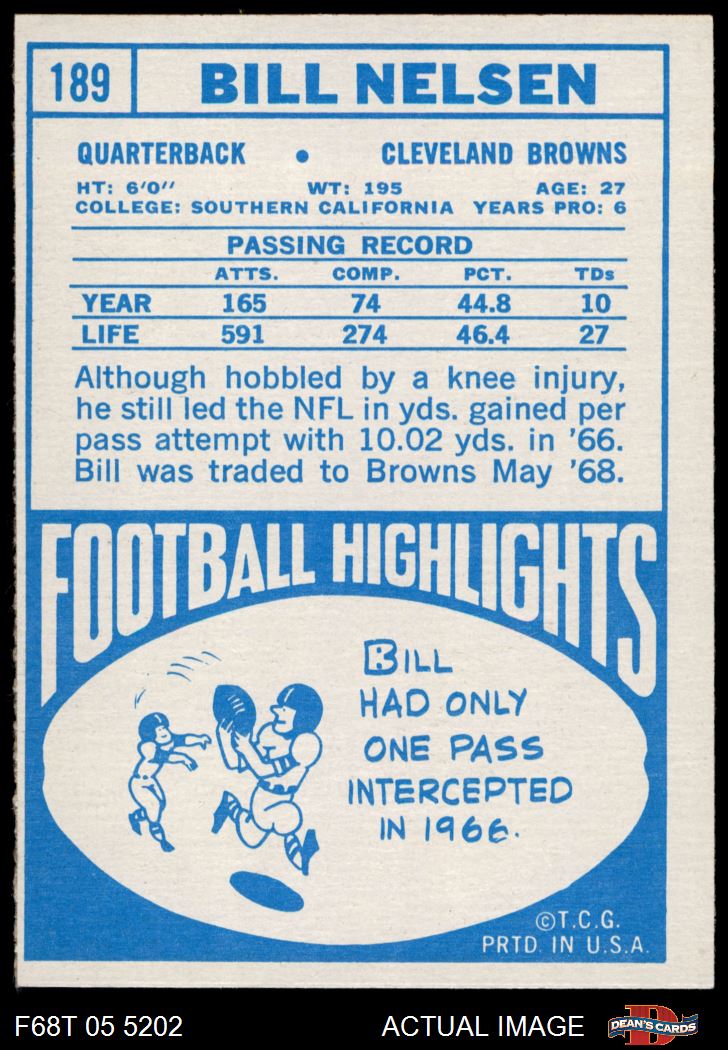 189 BILL NELSEN
QUARTERBACK • CLEVELAND BROWNS
HT: 6'0" WT: 195 AGE: 27
COLLEGE: SOUTHERN CALIFORNIA YEARS PRO: 6
PASSING RECORD
ATTS. COMP. PCT. TDs
YEAR 165 74 44.8 10
LIFE 591 274 46.4 27
Although hobbled by a knee injury,
he still led the NFL in yds. gained per
pass attempt with 10.02 yds. in '66.
Bill was traded to Browns May '68.
FOOTBALL HIGHLIGHTS
BILL
HAD ONLY
ONE PASS
INTERCEPTED
IN 1966.
©T.C.G.
PRTD. IN U.S.A.
F68T 05 5202 ACTUAL IMAGE DEAN'S CARDS